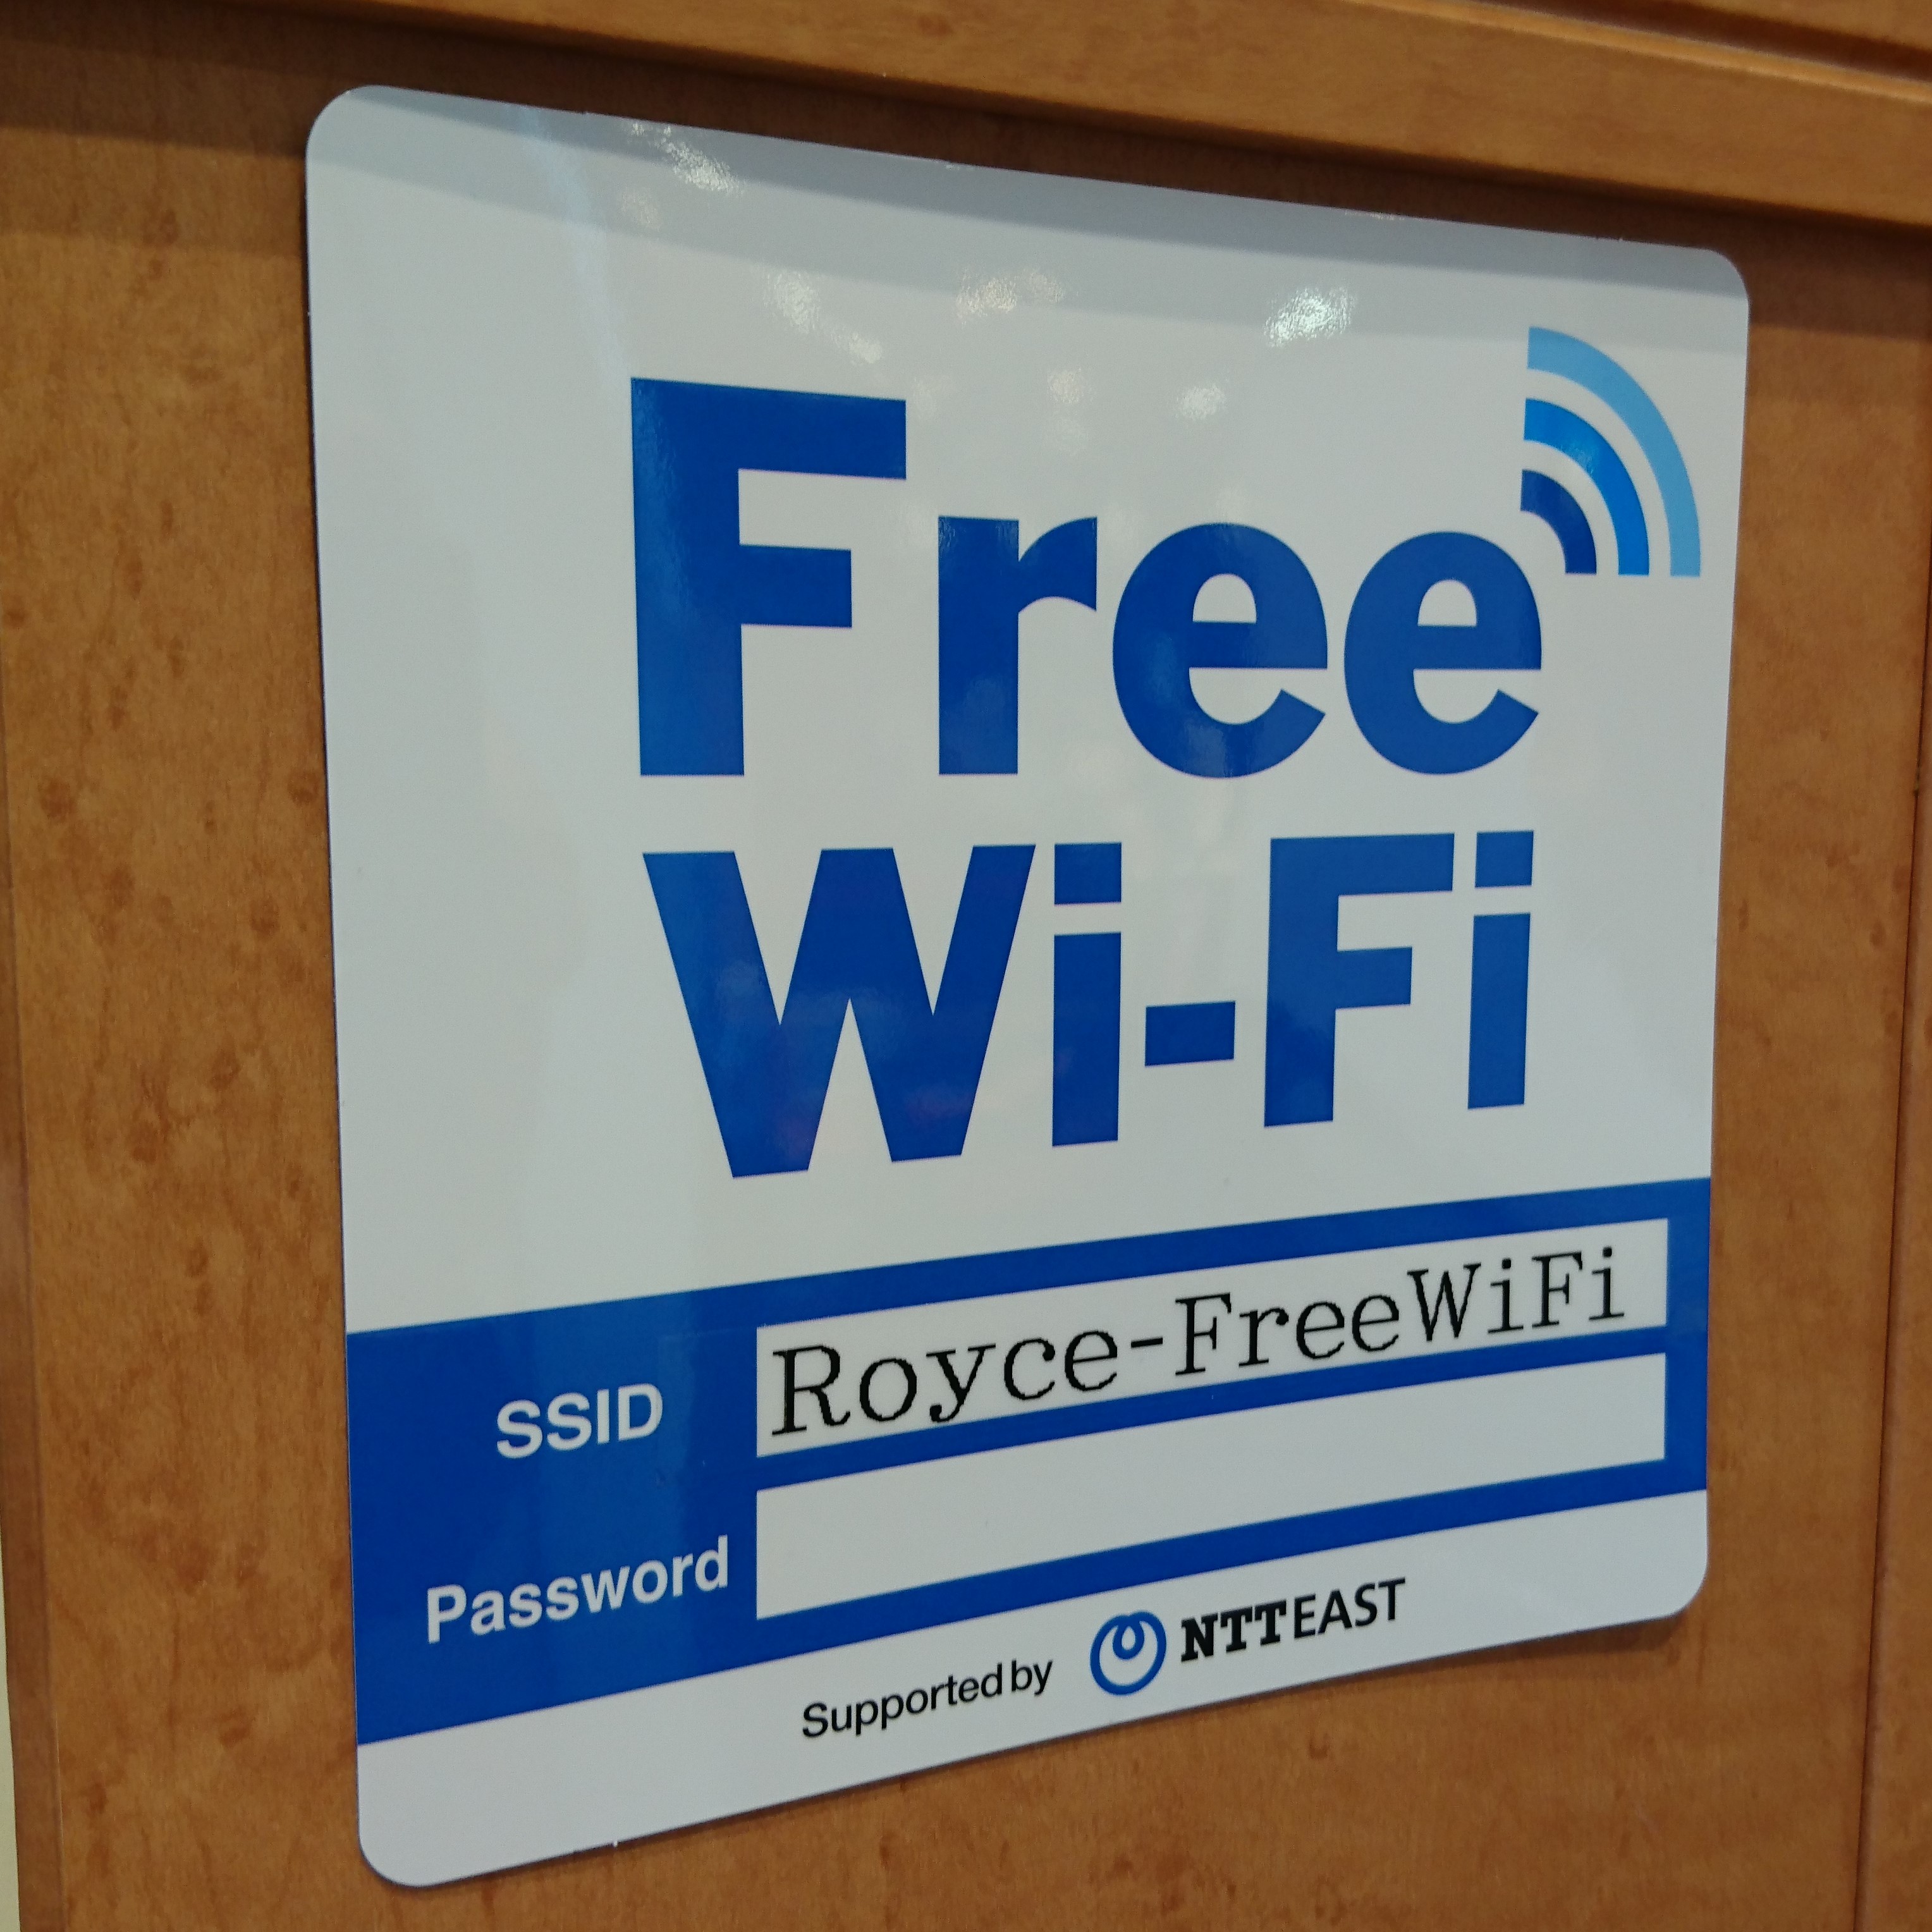 Free
Wi-Fi
SSID Royce-FreeWiFi
Password
Supported by NTT EAST